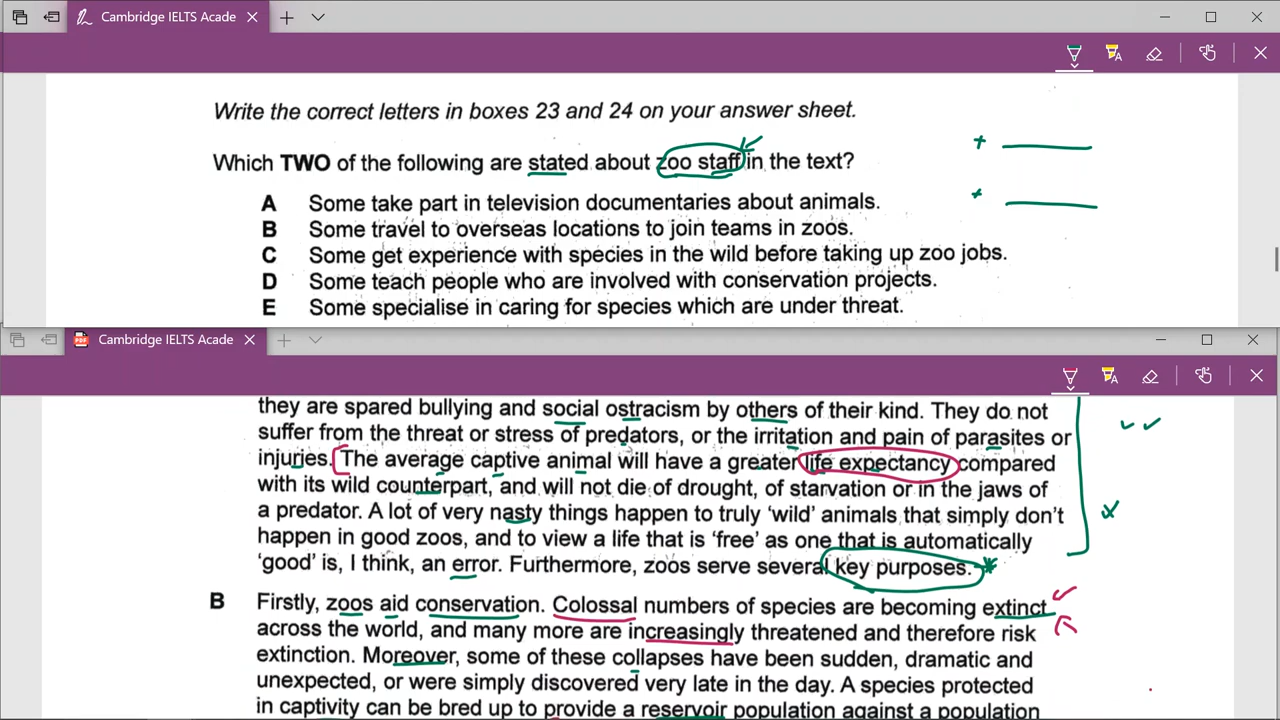 Cambridge IELTS Acade
Write the correct letters in boxes 23 and 24 on your answer sheet.
Which TWO of the following are stated about zoo staff in the text?
A Some take part in television documentaries about animals.
B Some travel to overseas locations to join teams in zoos.
C Some get experience with species in the wild before taking up zoo jobs.
D Some teach people who are involved with conservation projects.
E Some specialise in caring for species which are under threat.
Cambridge IELTS Acade
they are spared bullying and social ostracism by others of their kind. They do not
suffer from the threat or stress of predators, or the irritation and pain of parasites or
injuries. The average captive animal will have a greater life expectancy compared
with its wild counterpart, and will not die of drought, of starvation or in the jaws of
a predator. A lot of very nasty things happen to truly ‘wild’ animals that simply don’t
happen in good zoos, and to view a life that is ‘free’ as one that is automatically
‘good’ is, I think, an error. Furthermore, zoos serve several key purposes.
B Firstly, zoos aid conservation. Colossal numbers of species are becoming extinct
across the world, and many more are increasingly threatened and therefore risk
extinction. Moreover, some of these collapses have been sudden, dramatic and
unexpected, or were simply discovered very late in the day. A species protected
in captivity can be bred up to provide a reservoir population against a population